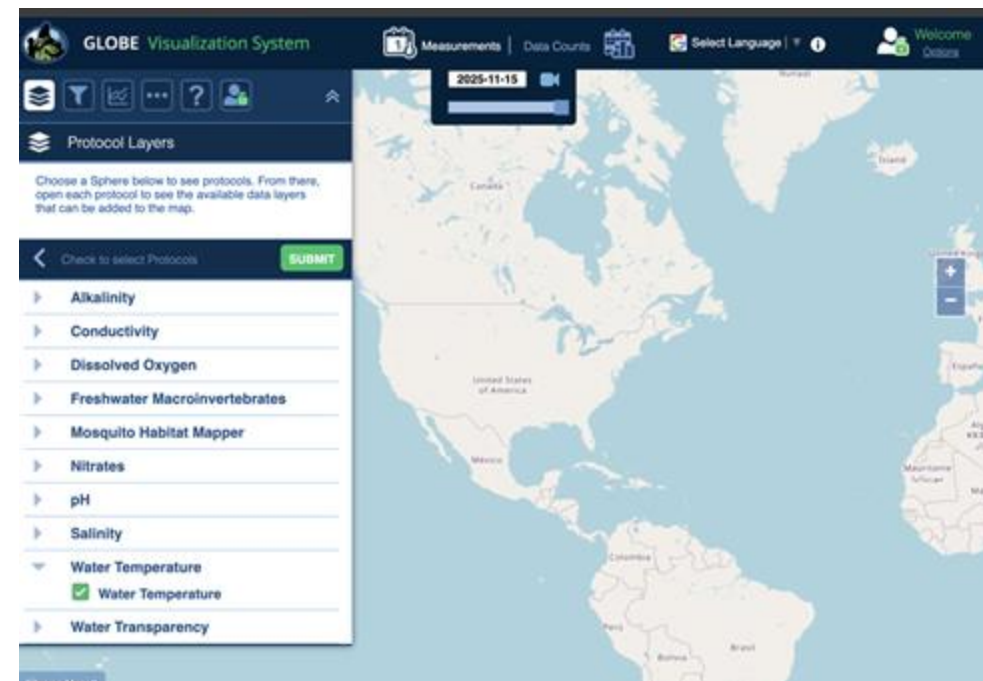 GLOBE Visualization System
Measurements | Data Counts
Select Language | ▼
Welcome
Options
2025-11-15
Protocol Layers
Choose a Sphere below to see protocols. From there,
open each protocol to see the available data layers
that can be added to the map.
Check to select Protocols
SUBMIT
Alkalinity
Conductivity
Dissolved Oxygen
Freshwater Macroinvertebrates
Mosquito Habitat Mapper
Nitrates
pH
Salinity
Water Temperature
Water Temperature
Water Transparency
Canada
Ísland
+
−
United States
of America
México
Colombia
Perú
Brasil
Bolivia
Mauritanie